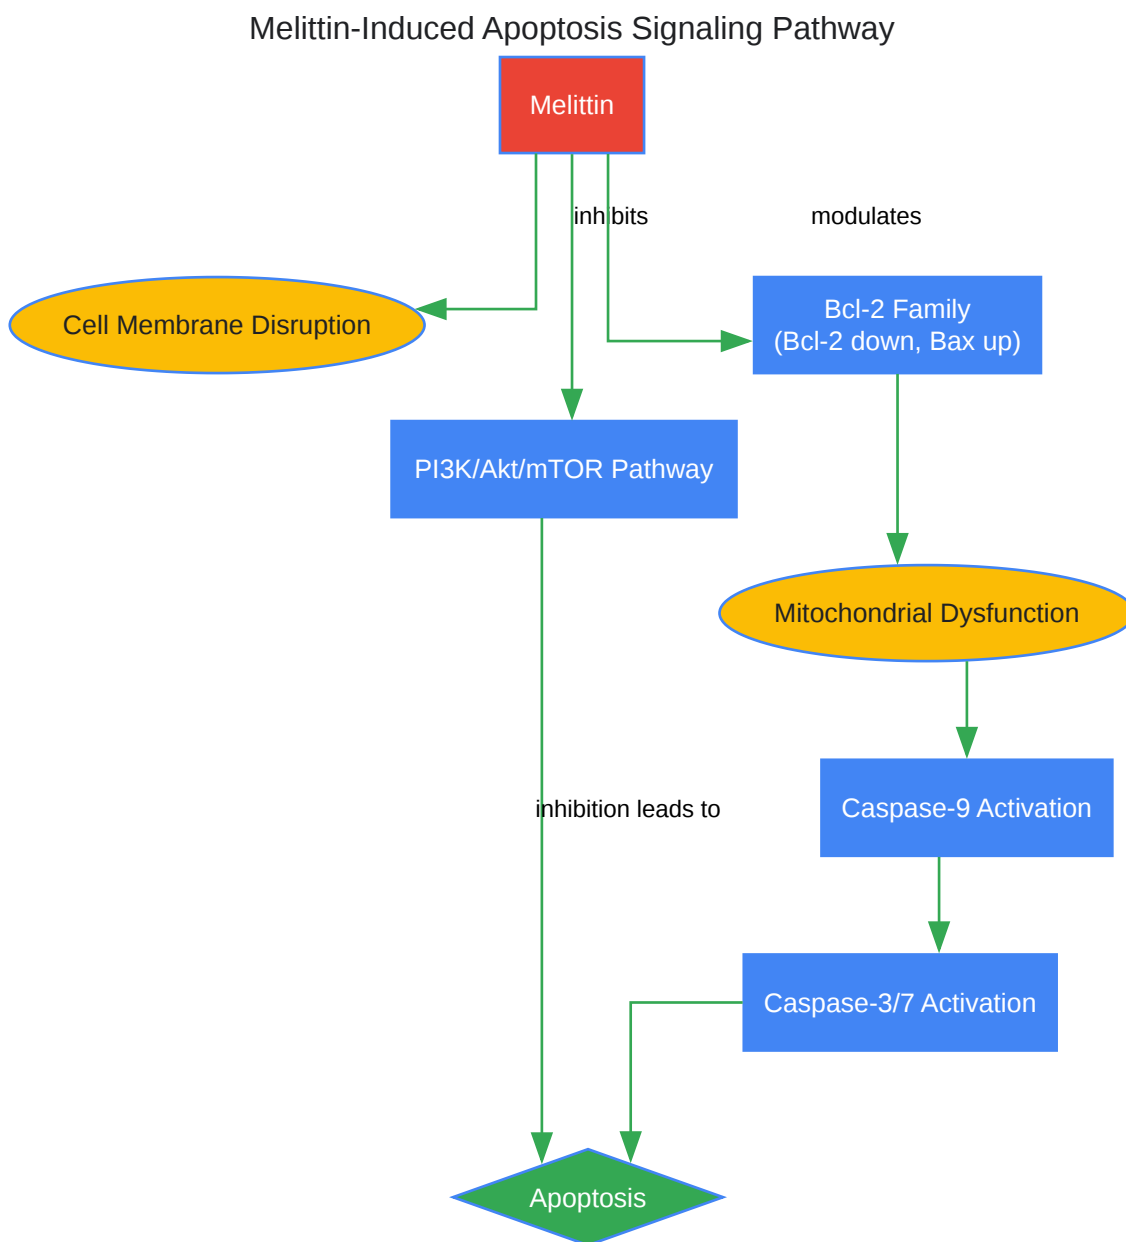 Melittin-Induced Apoptosis Signaling Pathway
Melittin
inhibits
modulates
Cell Membrane Disruption
Bcl-2 Family
(Bcl-2 down, Bax up)
PI3K/Akt/mTOR Pathway
Mitochondrial Dysfunction
inhibition leads to
Caspase-9 Activation
Caspase-3/7 Activation
Apoptosis